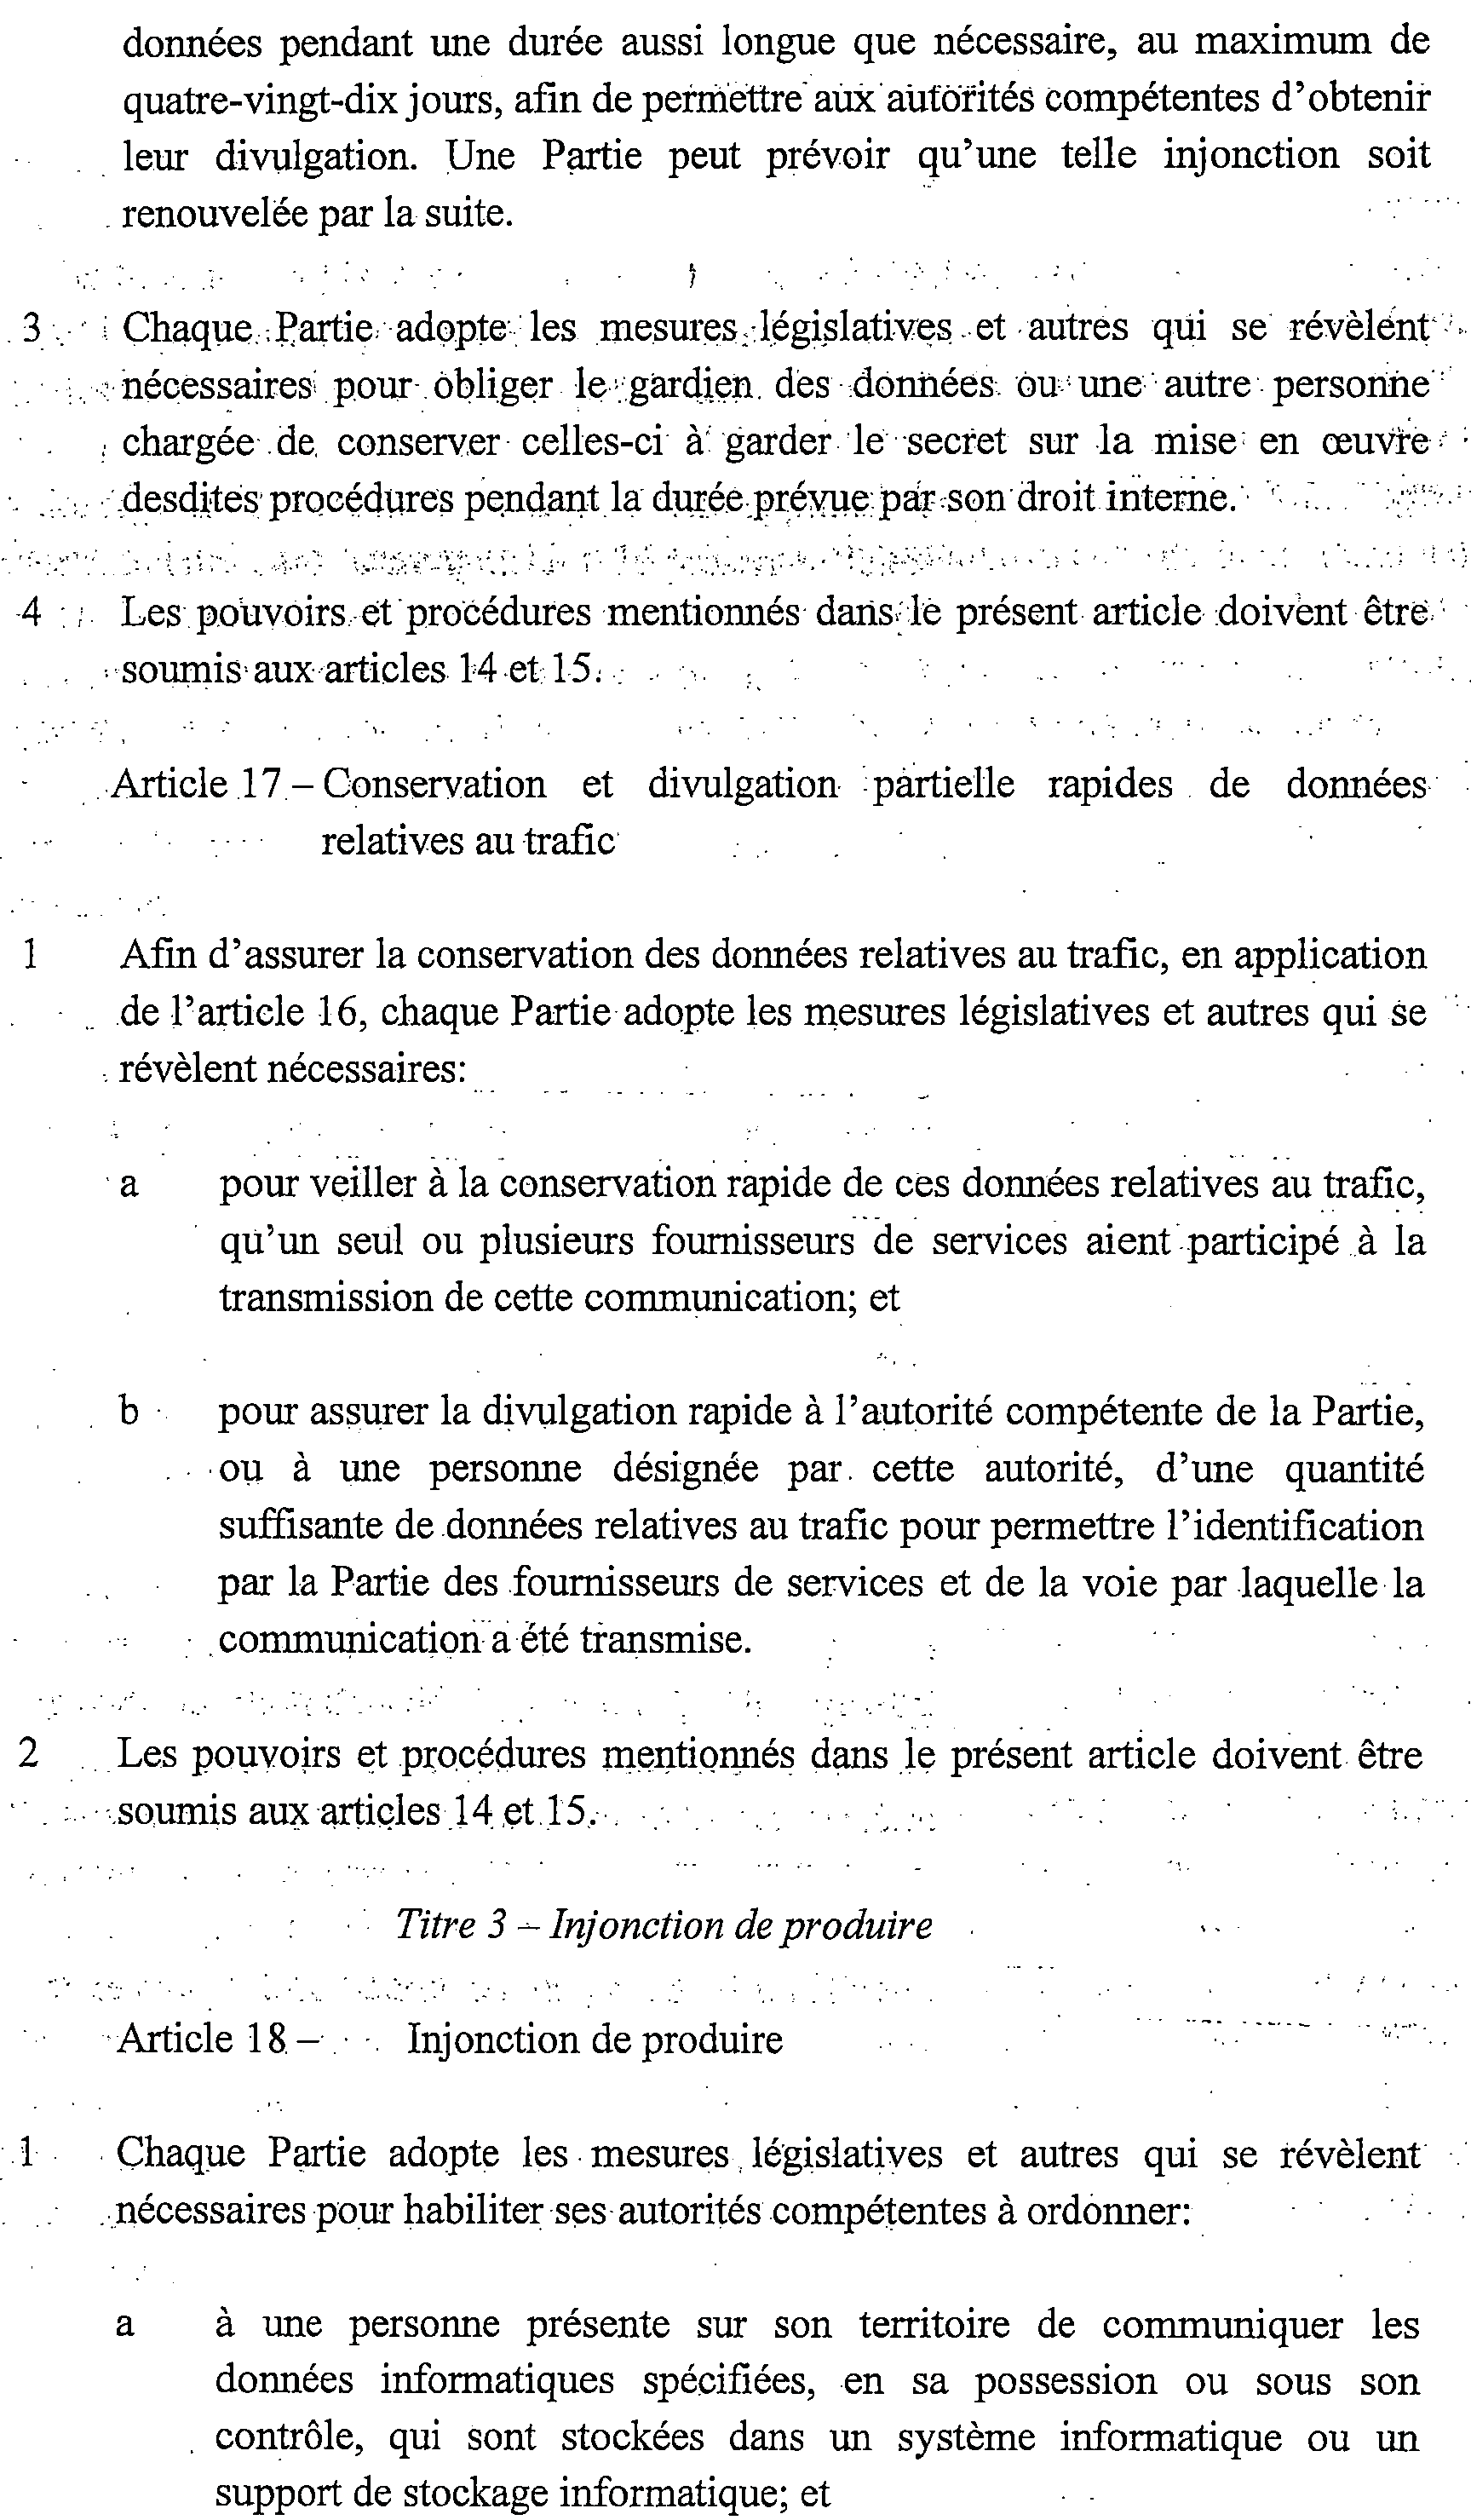 données pendant une durée aussi longue que nécessaire, au maximum de
quatre-vingt-dix jours, afin de permettre aux autorités compétentes d'obtenir
leur divulgation. Une Partie peut prévoir qu'une telle injonction soit
renouvelée par la suite.
3 Chaque Partie adopte les mesures législatives et autres qui se révèlent
nécessaires pour obliger le gardien des données ou une autre personne
chargée de conserver celles-ci à garder le secret sur la mise en œuvre
desdites procédures pendant la durée prévue par son droit interne.
4 Les pouvoirs et procédures mentionnés dans le présent article doivent être
soumis aux articles 14 et 15.
Article 17 – Conservation et divulgation partielle rapides de données
relatives au trafic
1 Afin d'assurer la conservation des données relatives au trafic, en application
de l'article 16, chaque Partie adopte les mesures législatives et autres qui se
révèlent nécessaires:
a pour veiller à la conservation rapide de ces données relatives au trafic,
qu'un seul ou plusieurs fournisseurs de services aient participé à la
transmission de cette communication; et
b pour assurer la divulgation rapide à l'autorité compétente de la Partie,
ou à une personne désignée par cette autorité, d'une quantité
suffisante de données relatives au trafic pour permettre l'identification
par la Partie des fournisseurs de services et de la voie par laquelle la
communication a été transmise.
2 Les pouvoirs et procédures mentionnés dans le présent article doivent être
soumis aux articles 14 et 15.
Titre 3 – Injonction de produire
Article 18 – Injonction de produire
1 Chaque Partie adopte les mesures législatives et autres qui se révèlent
nécessaires pour habiliter ses autorités compétentes à ordonner:
a à une personne présente sur son territoire de communiquer les
données informatiques spécifiées, en sa possession ou sous son
contrôle, qui sont stockées dans un système informatique ou un
support de stockage informatique; et